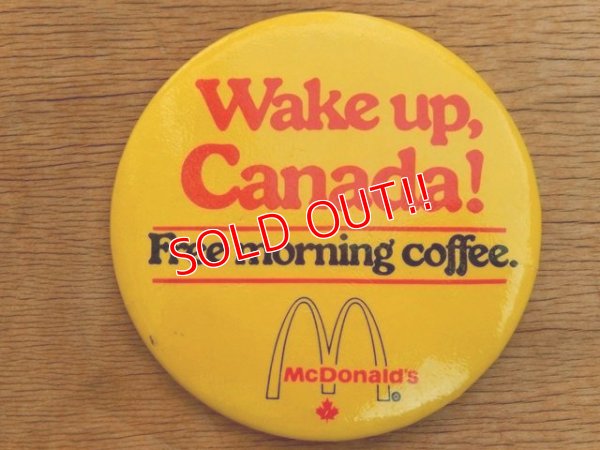 Wake up,
Canada!
SOLD OUT!!
Free morning coffee.
McDonald's
®